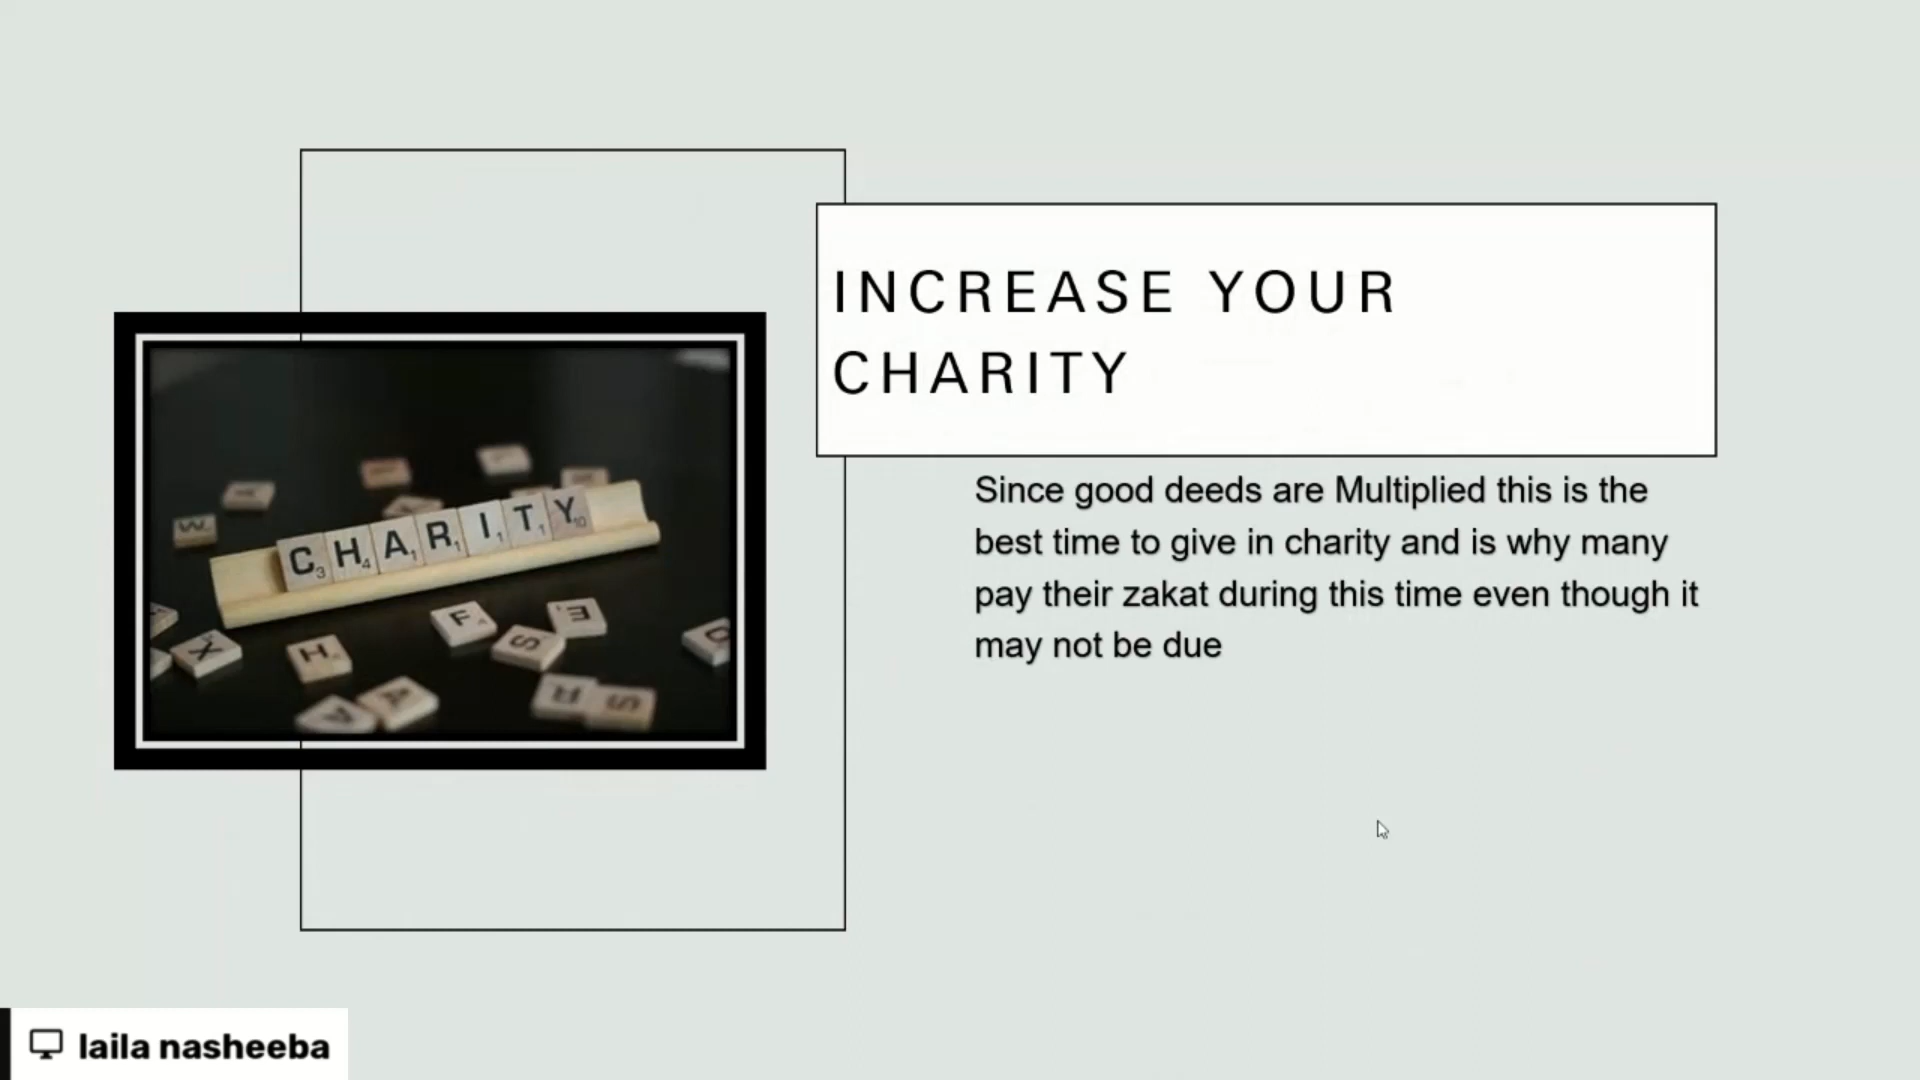 INCREASE YOUR
CHARITY
Since good deeds are Multiplied this is the
best time to give in charity and is why many
pay their zakat during this time even though it
may not be due
CHARITY
W
X
H
F
S
E
A
A
R
S
laila nasheeba